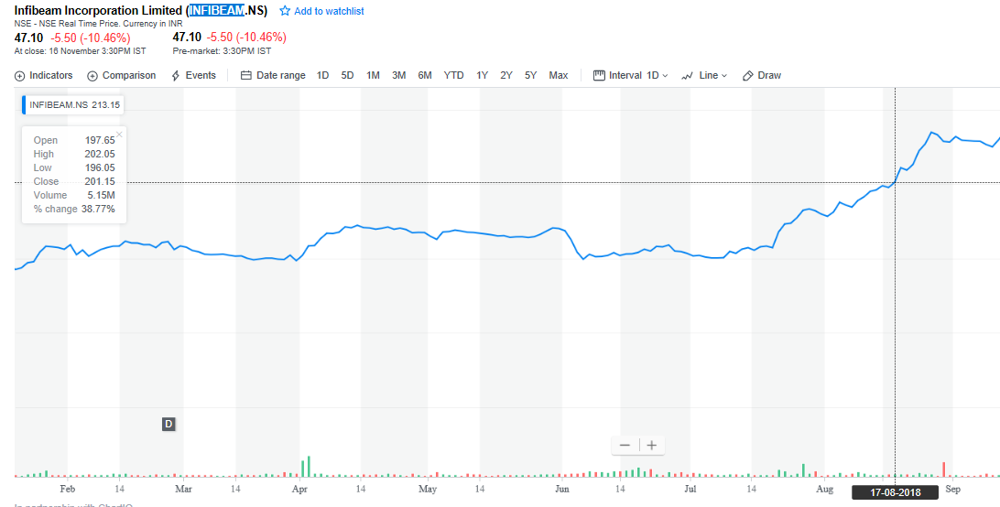 Infibeam Incorporation Limited (INFIBEAM.NS) Add to watchlist
NSE - NSE Real Time Price. Currency in INR
47.10 -5.50 (-10.46%) 47.10 -5.50 (-10.46%)
At close: 16 November 3:30PM IST Pre-market: 3:30PM IST
Indicators Comparison Events Date range 1D 5D 1M 3M 6M YTD 1Y 2Y 5Y Max Interval 1D Line Draw
INFIBEAM.NS 213.15
Open 197.65
High 202.05
Low 196.05
Close 201.15
Volume 5.15M
% change 38.77%
D
Feb 14 Mar 14 Apr 14 May 14 Jun 14 Jul 14 Aug 17-08-2018 Sep
In partnership with ChartIQ